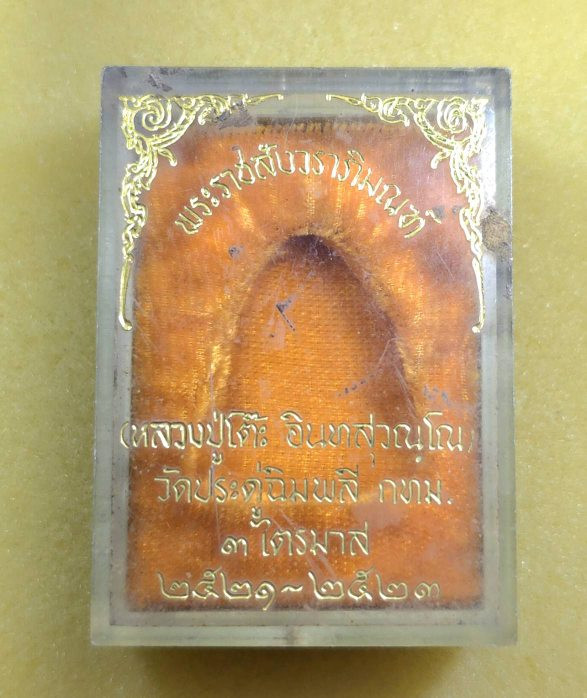 พระราชสังวราภิมณฑ์
(หลวงปู่โต๊ะ อินทสุวณฺโณ)
วัดประดู่ฉิมพลี กทม.
๓ ไตรมาส
๒๕๒๑~๒๕๒๓